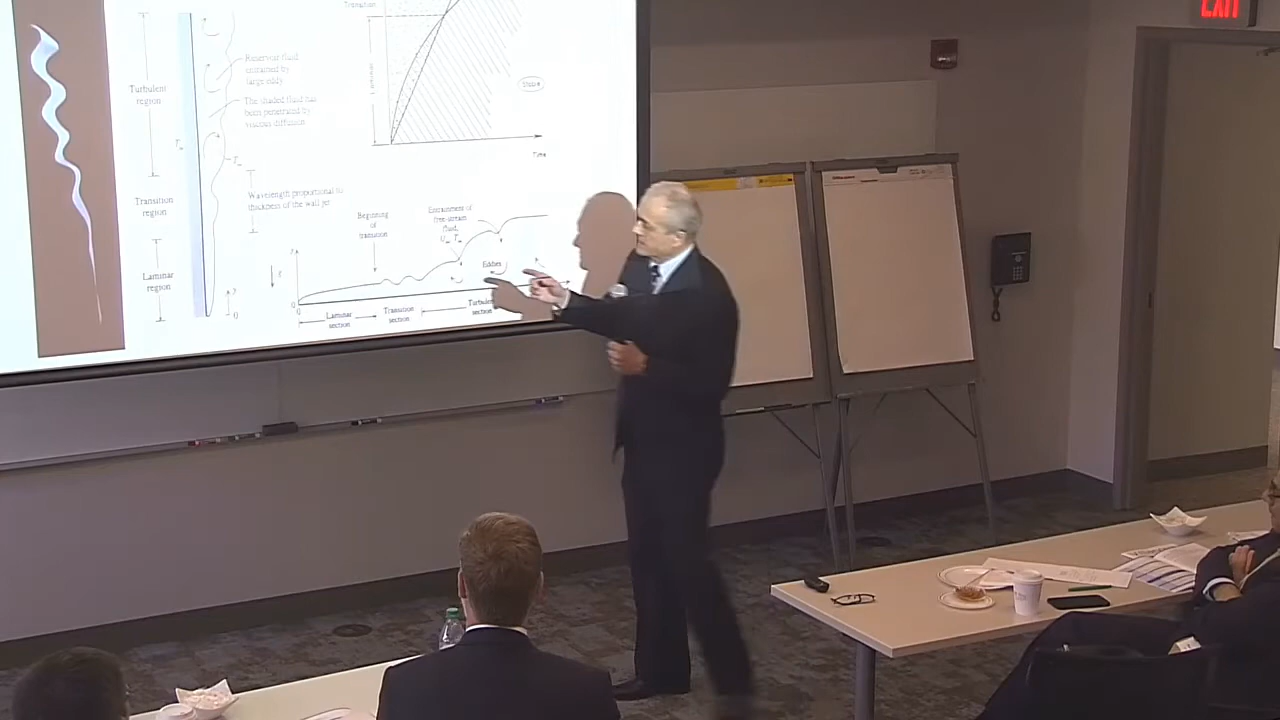 EXIT
Transition
Reservoir fluid
entrained by
large eddy
Turbulent
region
The shaded fluid has
been penetrated by
viscous diffusion
Stable
Time
T∞
Transition
region
Wavelength proportional to
thickness of the wall jet
Beginning
of
transition
Entrainment of
free-stream
fluid,
U∞ T∞
Laminar
region
Eddies
y
0
Laminar
section
Transition
section
Turbulent